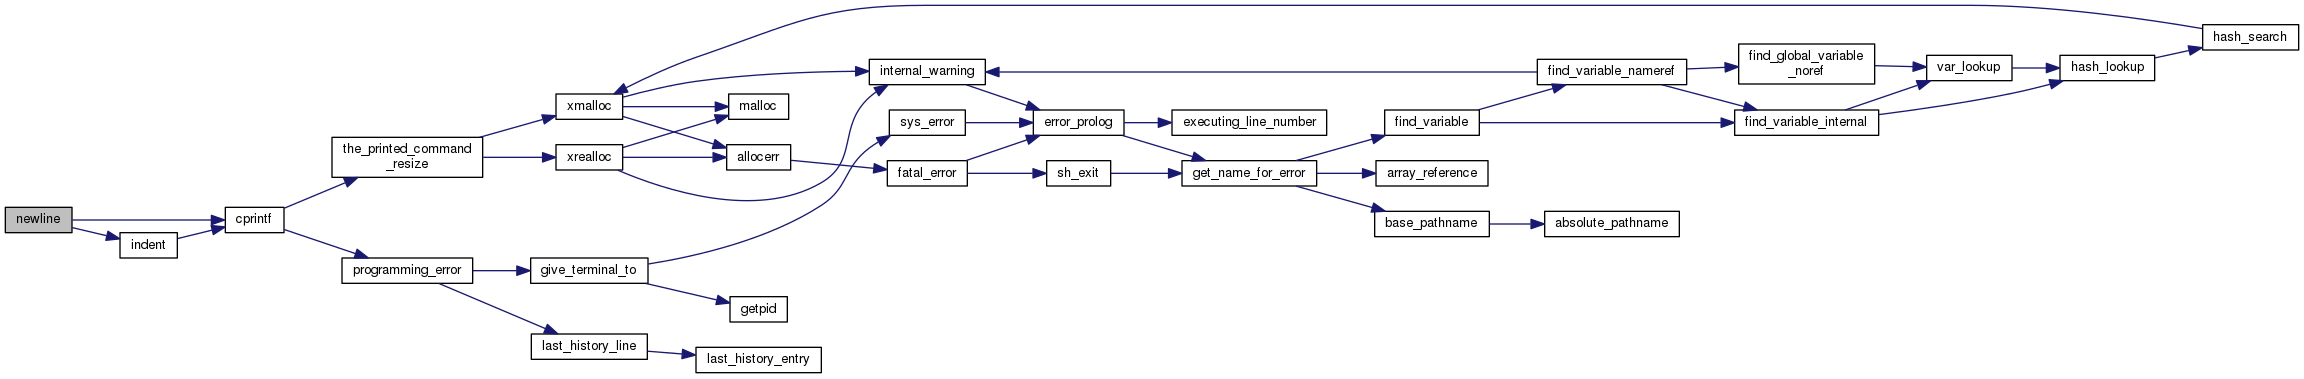 newline
indent
cprintf
the_printed_command
_resize
programming_error
xmalloc
xrealloc
give_terminal_to
last_history_line
malloc
allocerr
getpid
last_history_entry
internal_warning
sys_error
fatal_error
error_prolog
sh_exit
executing_line_number
get_name_for_error
find_variable
array_reference
base_pathname
find_variable_nameref
absolute_pathname
find_global_variable
_noref
find_variable_internal
var_lookup
hash_lookup
hash_search